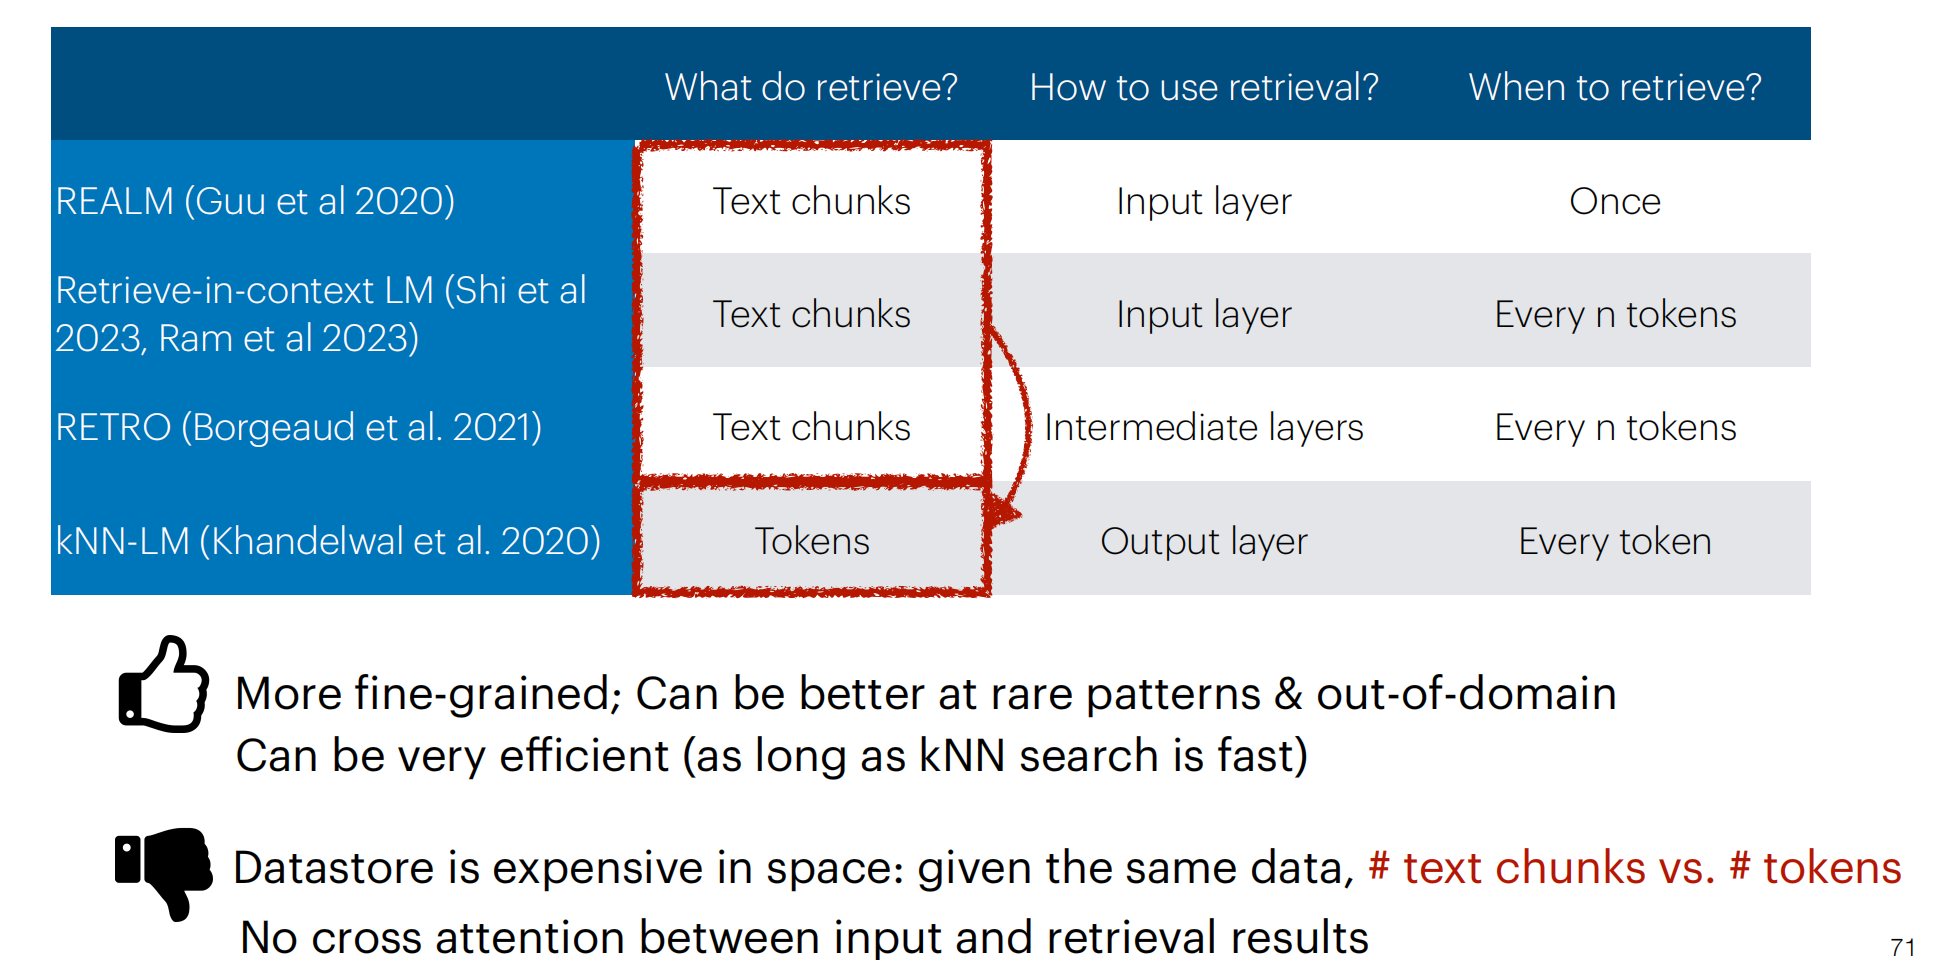 What do retrieve? How to use retrieval? When to retrieve?
REALM (Guu et al 2020) Text chunks Input layer Once
Retrieve-in-context LM (Shi et al
2023, Ram et al 2023) Text chunks Input layer Every n tokens
RETRO (Borgeaud et al. 2021) Text chunks Intermediate layers Every n tokens
kNN-LM (Khandelwal et al. 2020) Tokens Output layer Every token
More fine-grained; Can be better at rare patterns & out-of-domain
Can be very efficient (as long as kNN search is fast)
Datastore is expensive in space: given the same data, # text chunks vs. # tokens
No cross attention between input and retrieval results
71